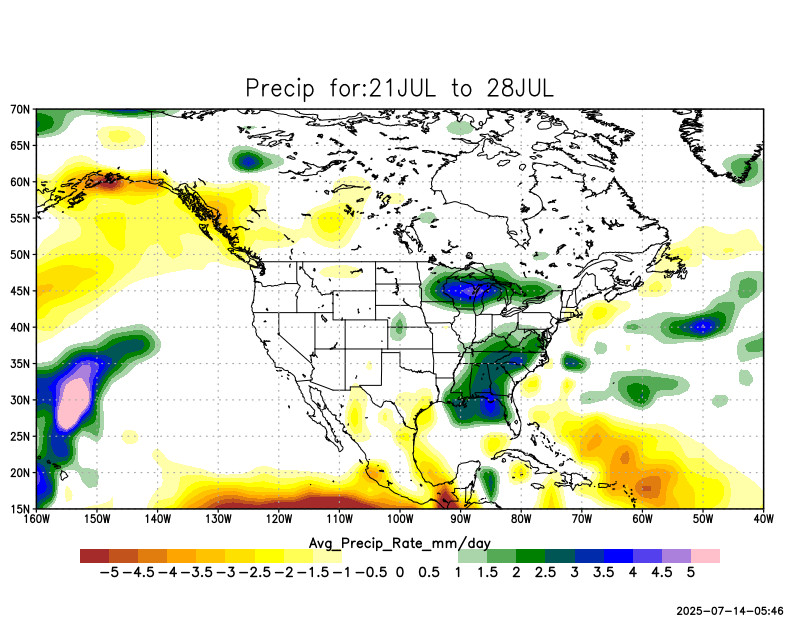 Precip for:21JUL to 28JUL
70N
65N
60N
55N
50N
45N
40N
35N
30N
25N
20N
15N
160W 150W 140W 130W 120W 110W 100W 90W 80W 70W 60W 50W 40W
Avg_Precip_Rate_mm/day
-5 -4.5 -4 -3.5 -3 -2.5 -2 -1.5 -1 -0.5 0 0.5 1 1.5 2 2.5 3 3.5 4 4.5 5
2025-07-14-05:46